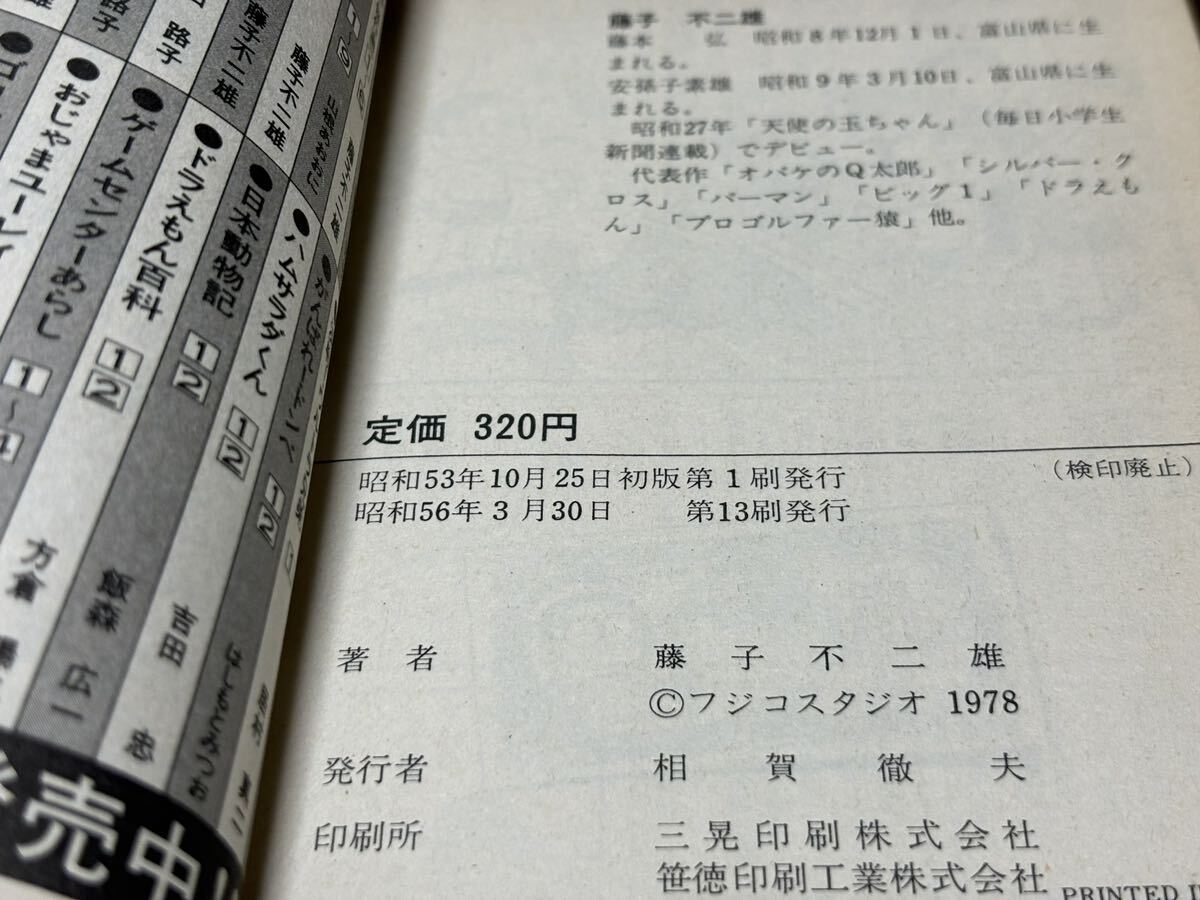 藤子 不二雄
藤本 弘 昭和8年12月1日、富山県に生
まれる。
安孫子素雄 昭和9年3月10日、富山県に生
まれる。
昭和27年「天使の玉ちゃん」(毎日小学生
新聞連載)でデビュー。
代表作「オバケのQ太郎」「シルバー・ク
ロス」「パーマン」「ビッグ1」「ドラえも
ん」「プロゴルファー猿」他。
定価 320円
昭和53年10月25日初版第1刷発行
(検印廃止)
昭和56年3月30日 第13刷発行
著者 藤子不二雄
©フジコスタジオ 1978
発行者 相賀徹夫
印刷所 三晃印刷株式会社
笹徳印刷工業株式会社
PRINTED I
藤子不二雄
●ハムサラダくん 1 2
藤子不二雄
●日本動物記 1 2 はしもとみつお
路子
●ドラえもん百科 1 2 吉田 忠
路子
●ゲームセンターあらし 1 2 飯森 広一
●おじゃまユーレイ 1〜4 方倉
売中